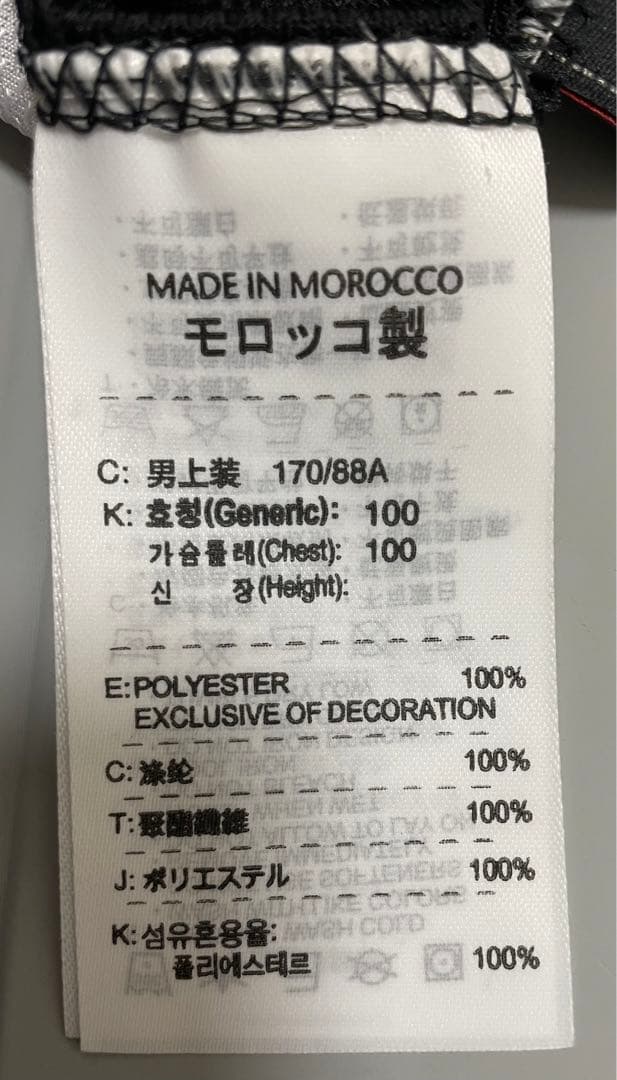 MADE IN MOROCCO
モロッコ製
C: 男上装 170/88A
K: 호칭(Generic): 100
가슴둘레(Chest): 100
신 장(Height):
E:POLYESTER 100%
EXCLUSIVE OF DECORATION
C:涤纶 100%
T:聚酯纖維 100%
J:ポリエステル 100%
K:섬유혼용율:
폴리에스테르 100%